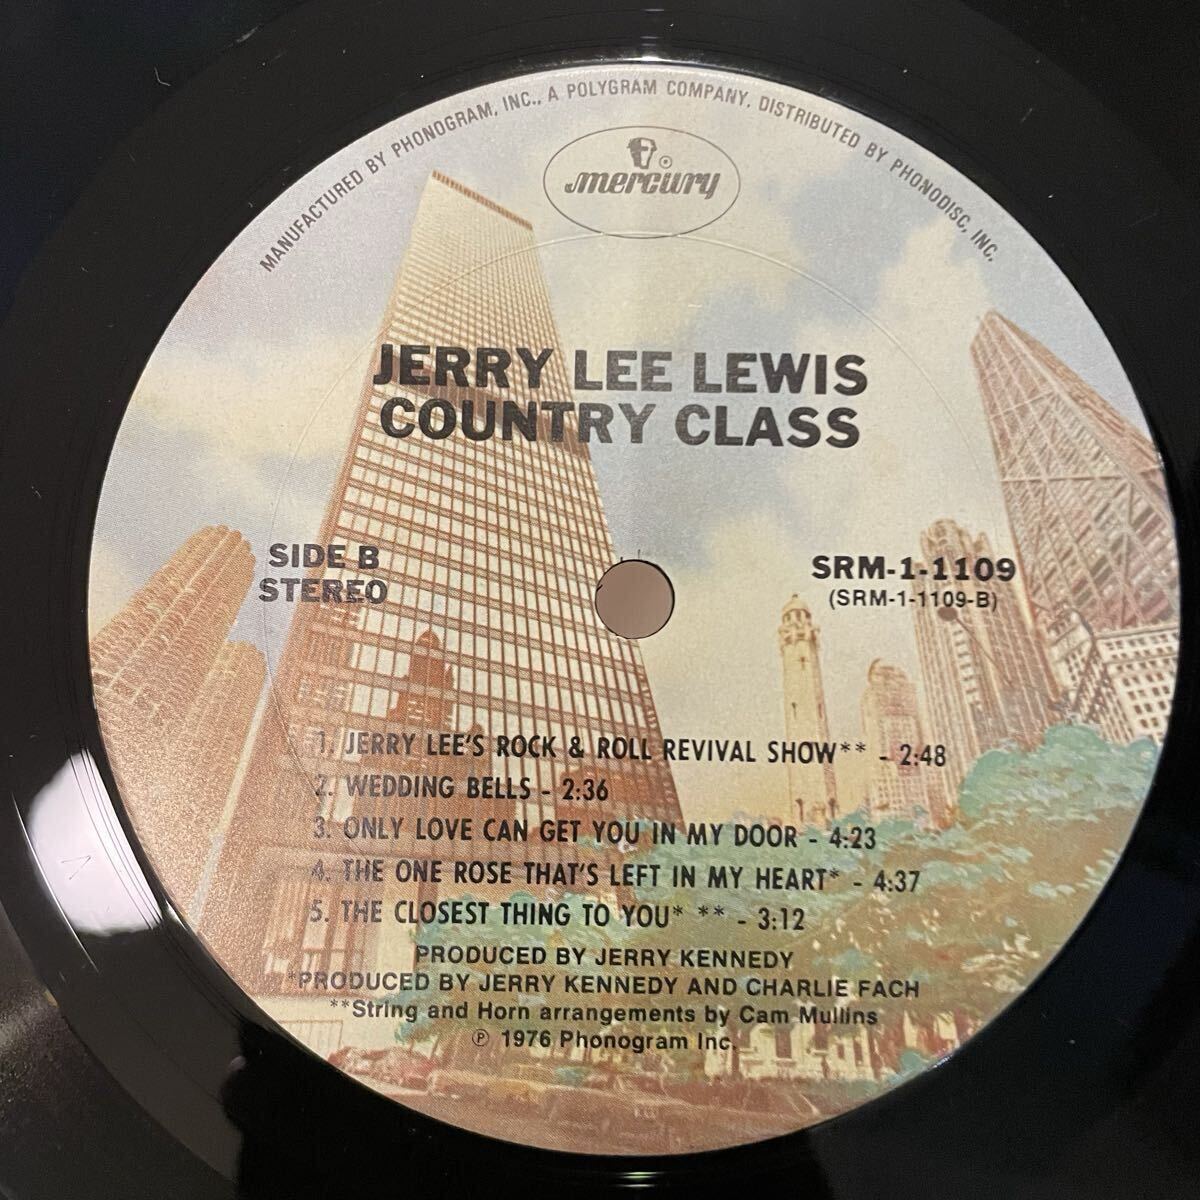 MANUFACTURED BY PHONOGRAM, INC., A POLYGRAM COMPANY. DISTRIBUTED BY PHONODISC, INC.
mercury
JERRY LEE LEWIS
COUNTRY CLASS
SIDE B
STEREO
SRM-1-1109
(SRM-1-1109-B)
1. JERRY LEE'S ROCK & ROLL REVIVAL SHOW** - 2:48
2. WEDDING BELLS - 2:36
3. ONLY LOVE CAN GET YOU IN MY DOOR - 4:23
4. THE ONE ROSE THAT'S LEFT IN MY HEART* - 4:37
5. THE CLOSEST THING TO YOU* ** - 3:12
PRODUCED BY JERRY KENNEDY
*PRODUCED BY JERRY KENNEDY AND CHARLIE FACH
**String and Horn arrangements by Cam Mullins
℗ 1976 Phonogram Inc.